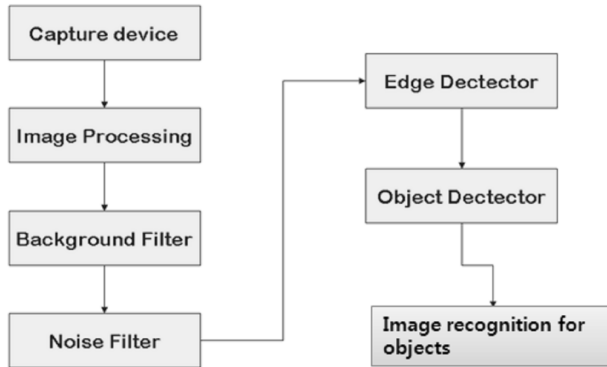 Capture device
Image Processing
Background Filter
Noise Filter
Edge Dectector
Object Dectector
Image recognition for
objects